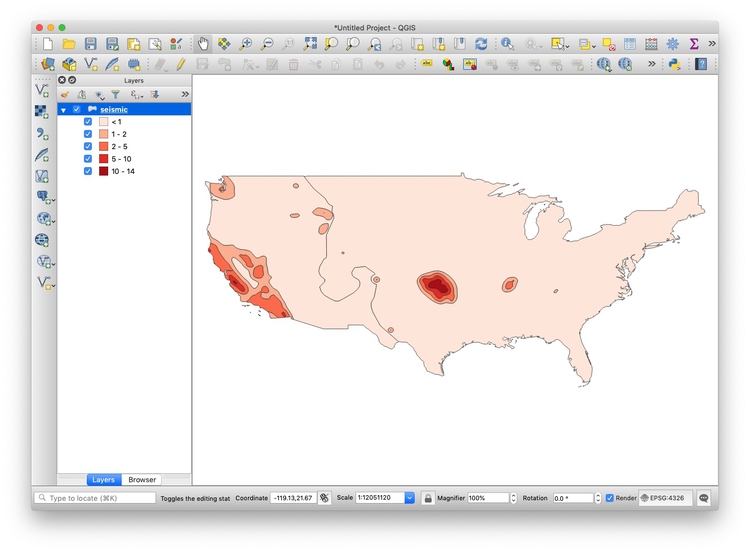 *Untitled Project - QGIS
Layers
seismic
< 1
1 - 2
2 - 5
5 - 10
10 - 14
Layers
Browser
Type to locate (⌘K)
Toggles the editing stat
Coordinate
-119.13,21.67
Scale
1:12051120
Magnifier
100%
Rotation
0.0 °
Render
EPSG:4326